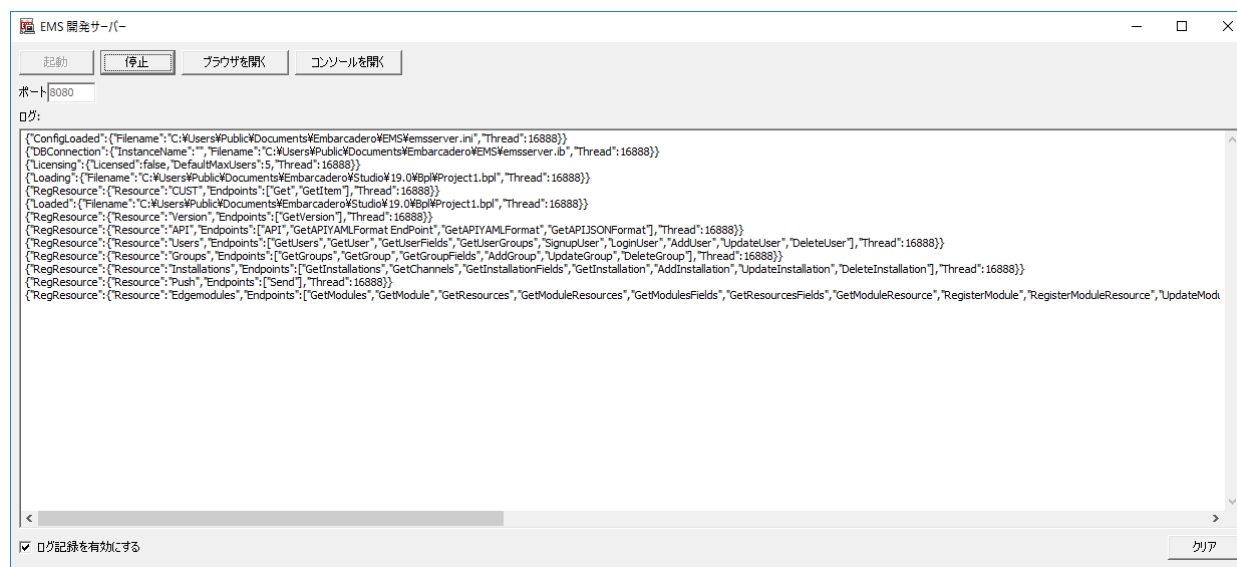 EMS 開発サーバー
起動 停止 ブラウザを開く コンソールを開く
ポート 8080
ログ:
{"ConfigLoaded":{"Filename":"C:¥Users¥Public¥Documents¥Embarcadero¥EMS¥emsserver.ini","Thread":16888}}
{"DBConnection":{"InstanceName":"","Filename":"C:¥Users¥Public¥Documents¥Embarcadero¥EMS¥emsserver.ib","Thread":16888}}
{"Licensing":{"Licensed":false,"DefaultMaxUsers":5,"Thread":16888}}
{"Loading":{"Filename":"C:¥Users¥Public¥Documents¥Embarcadero¥Studio¥19.0¥Bpl¥Project1.bpl","Thread":16888}}
{"RegResource":{"Resource":"CUST","Endpoints":["Get","GetItem"],"Thread":16888}}
{"Loaded":{"Filename":"C:¥Users¥Public¥Documents¥Embarcadero¥Studio¥19.0¥Bpl¥Project1.bpl","Thread":16888}}
{"RegResource":{"Resource":"Version","Endpoints":["GetVersion"],"Thread":16888}}
{"RegResource":{"Resource":"API","Endpoints":["API","GetAPIYAMLFormat EndPoint","GetAPIYAMLFormat","GetAPIJSONFormat"],"Thread":16888}}
{"RegResource":{"Resource":"Users","Endpoints":["GetUsers","GetUser","GetUserFields","GetUserGroups","SignupUser","LoginUser","AddUser","UpdateUser","DeleteUser"],"Thread":16888}}
{"RegResource":{"Resource":"Groups","Endpoints":["GetGroups","GetGroup","GetGroupFields","AddGroup","UpdateGroup","DeleteGroup"],"Thread":16888}}
{"RegResource":{"Resource":"Installations","Endpoints":["GetInstallations","GetChannels","GetInstallationFields","GetInstallation","AddInstallation","UpdateInstallation","DeleteInstallation"],"Thread":16888}}
{"RegResource":{"Resource":"Push","Endpoints":["Send"],"Thread":16888}}
{"RegResource":{"Resource":"Edgemodules","Endpoints":["GetModules","GetModule","GetResources","GetModuleResources","GetModulesFields","GetResourcesFields","GetModuleResource","RegisterModule","RegisterModuleResource","UpdateModu
ログ記録を有効にする クリア